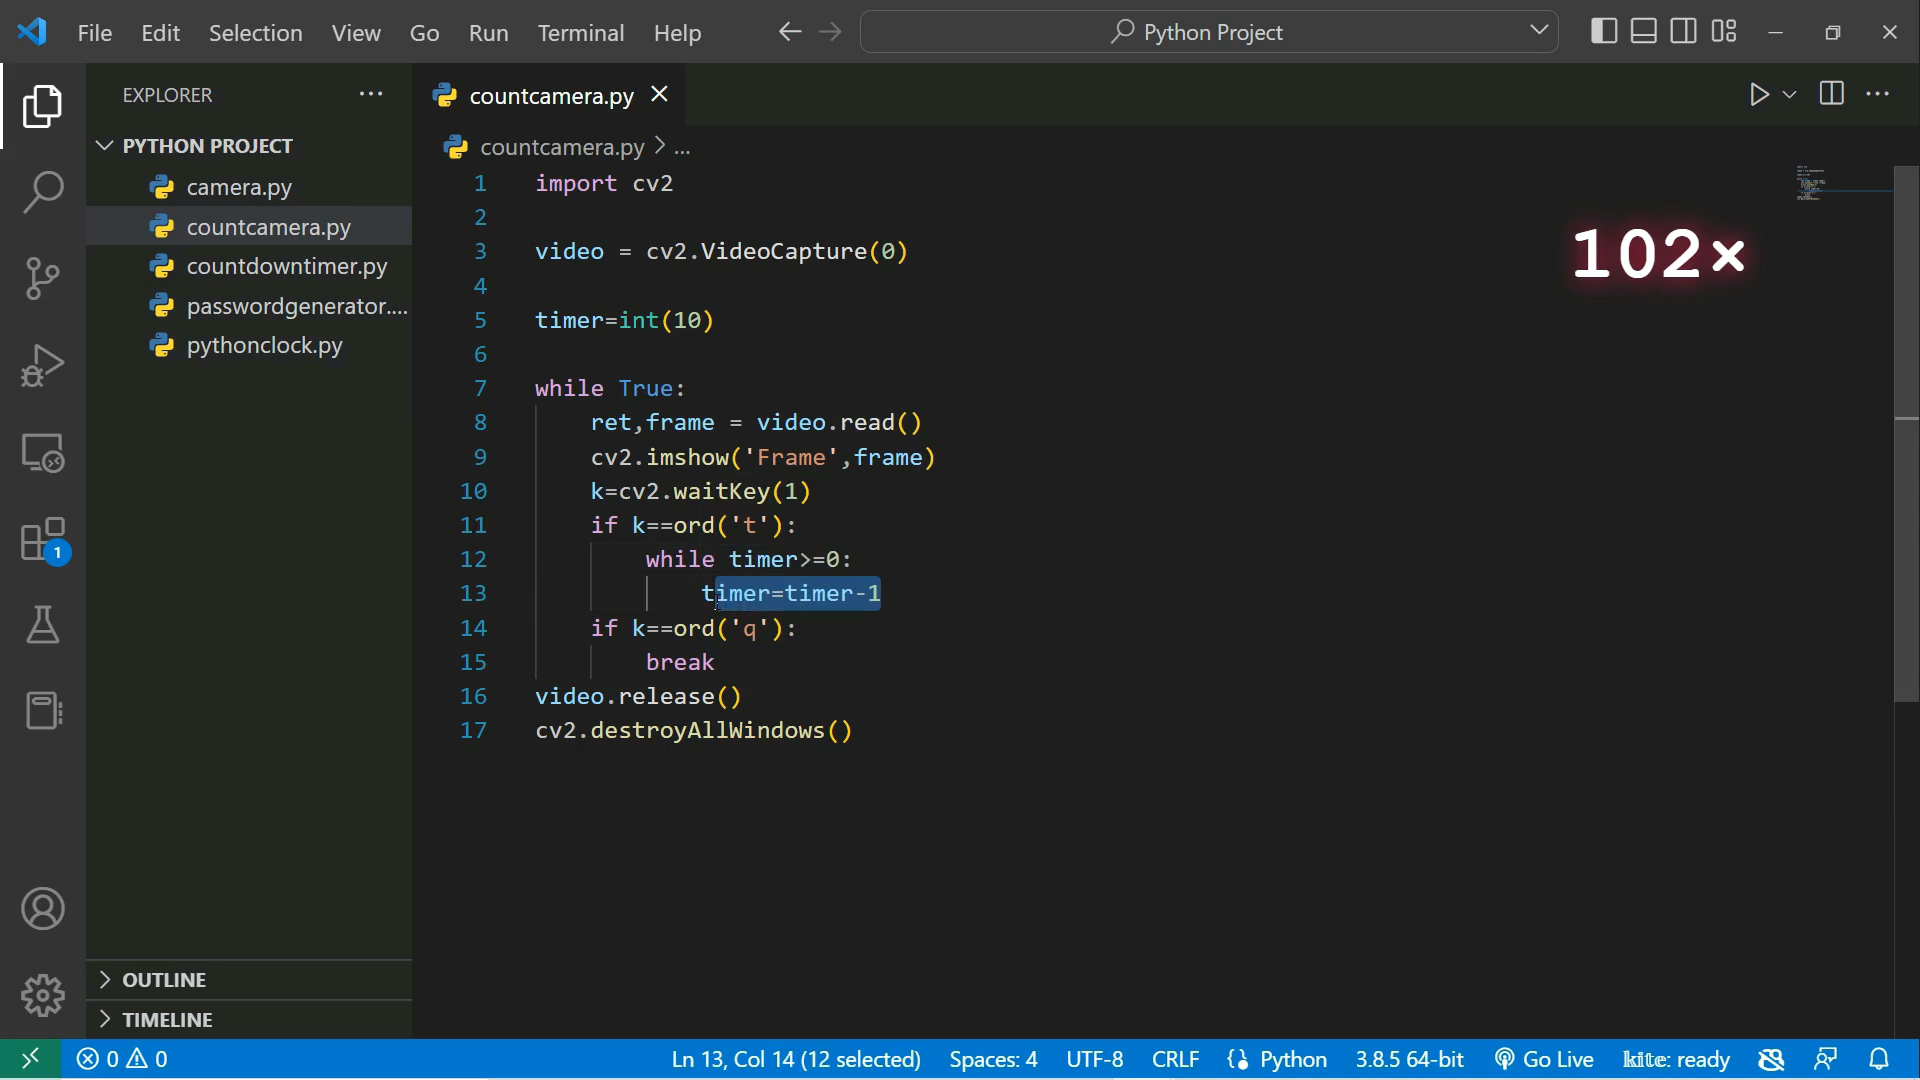 File Edit Selection View Go Run Terminal Help
Python Project
EXPLORER
PYTHON PROJECT
camera.py
countcamera.py
countdowntimer.py
passwordgenerator....
pythonclock.py
OUTLINE
TIMELINE
1
countcamera.py
countcamera.py > ...
102×
1 import cv2
2
3 video = cv2.VideoCapture(0)
4
5 timer=int(10)
6
7 while True:
8 ret,frame = video.read()
9 cv2.imshow('Frame',frame)
10 k=cv2.waitKey(1)
11 if k==ord('t'):
12 while timer>=0:
13 timer=timer-1
14 if k==ord('q'):
15 break
16 video.release()
17 cv2.destroyAllWindows()
0 0 Ln 13, Col 14 (12 selected) Spaces: 4 UTF-8 CRLF Python 3.8.5 64-bit Go Live kite: ready